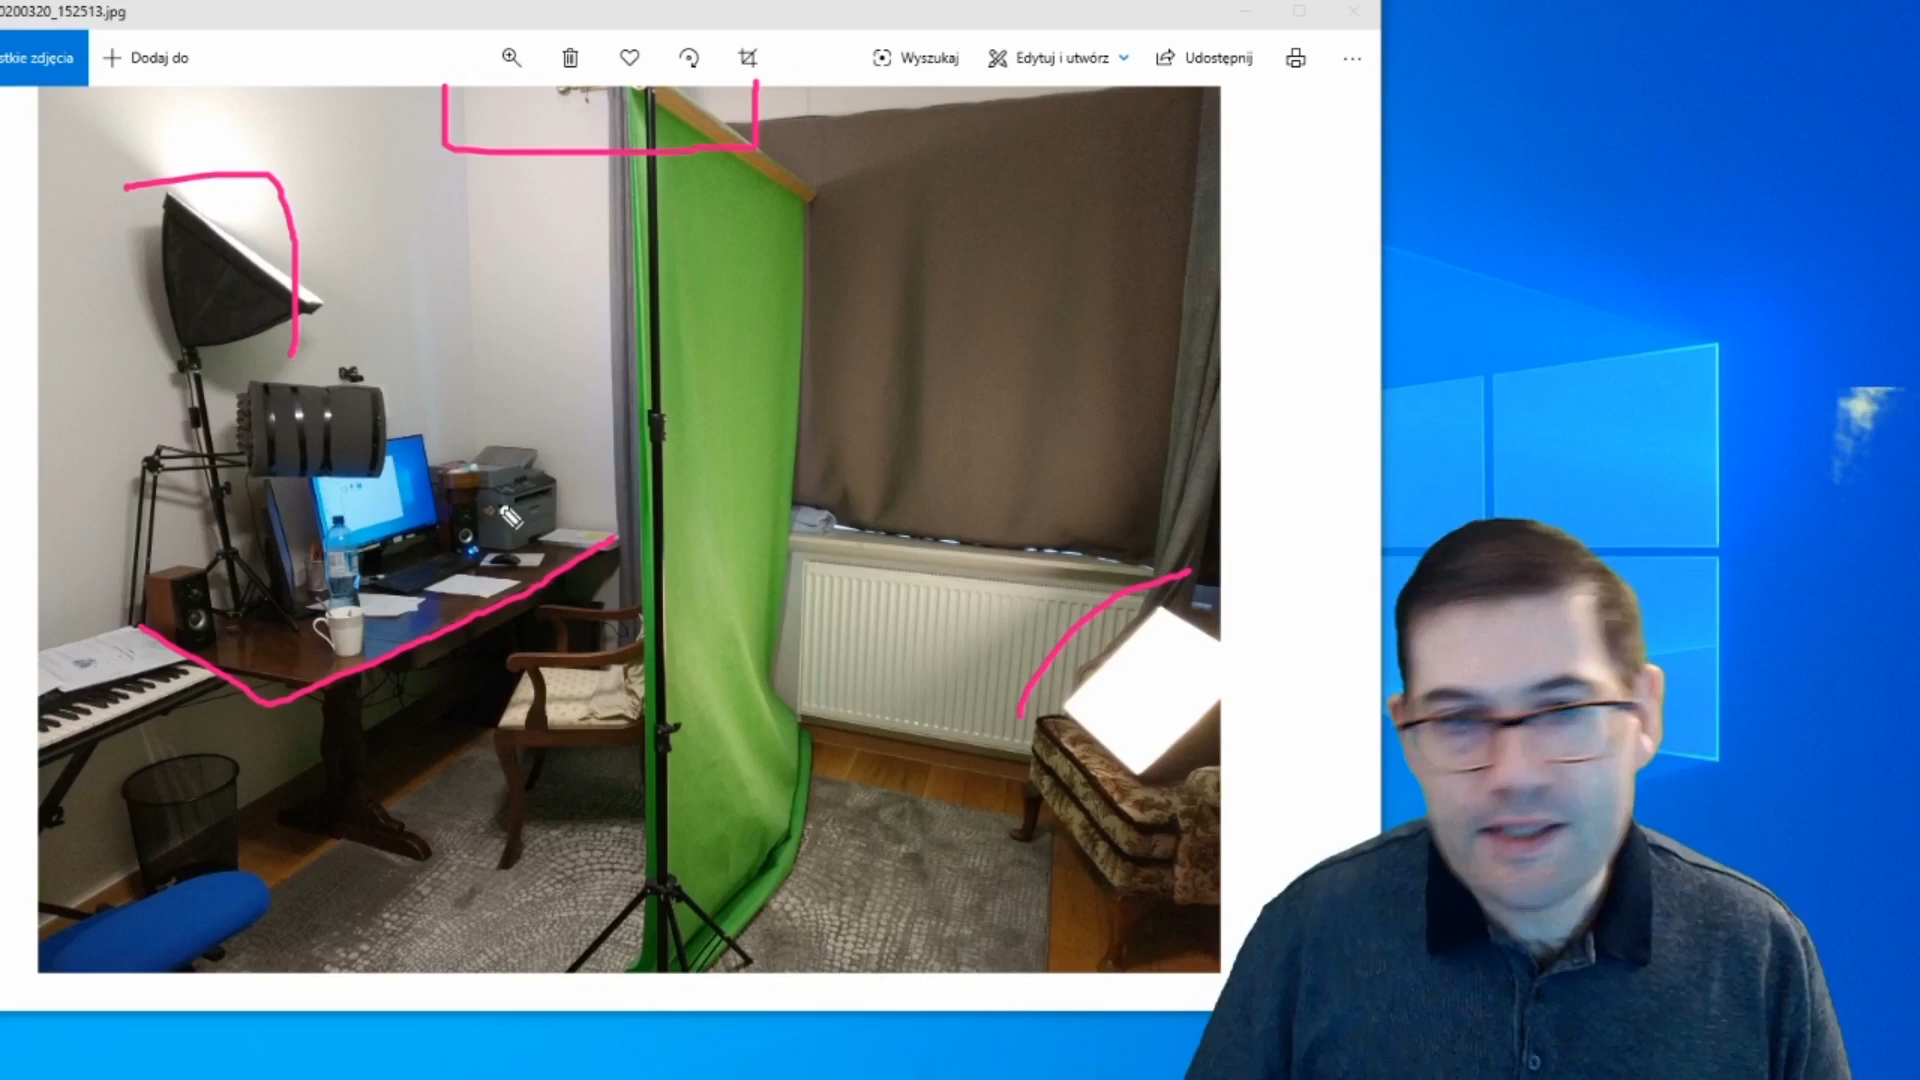 0200320_152513.jpg
stkie zdjęcia
Dodaj do
Wyszukaj
Edytuj i utwórz
Udostępnij